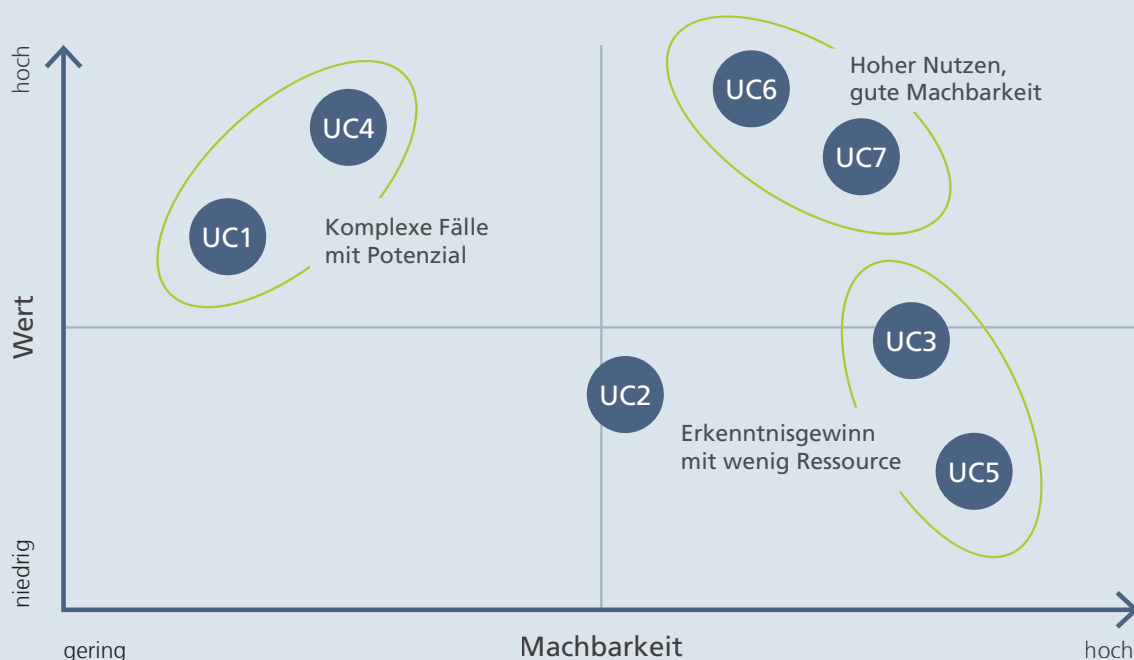 hoch
UC6
Hoher Nutzen,
gute Machbarkeit
UC4
UC7
UC1
Komplexe Fälle
mit Potenzial
Wert
UC3
UC2
Erkenntnisgewinn
mit wenig Ressource
UC5
niedrig
gering
Machbarkeit
hoch